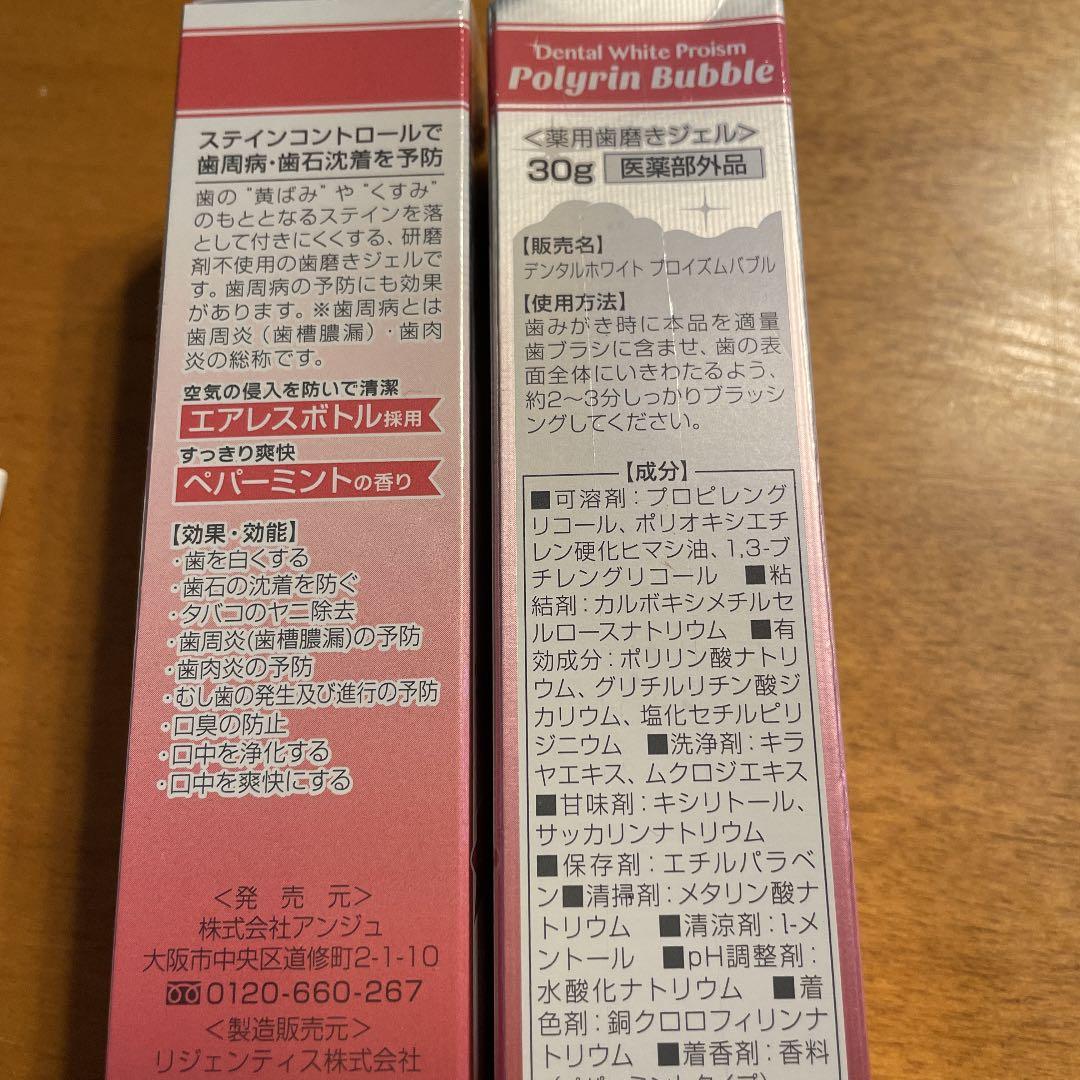 ステインコントロールで
歯周病・歯石沈着を予防
歯の"黄ばみ"や"くすみ"
のもととなるステインを落
として付きにくくする、研磨
剤不使用の歯磨きジェルで
す。歯周病の予防にも効果
があります。※歯周病とは
歯周炎(歯槽膿漏)・歯肉
炎の総称です。
空気の侵入を防いで清潔
エアレスボトル採用
すっきり爽快
ペパーミントの香り
【効果・効能】
・歯を白くする
・歯石の沈着を防ぐ
・タバコのヤニ除去
・歯周炎(歯槽膿漏)の予防
・歯肉炎の予防
・むし歯の発生及び進行の予防
・口臭の防止
・口中を浄化する
・口中を爽快にする
<発売元>
株式会社アンジュ
大阪市中央区道修町2-1-10
0120-660-267
<製造販売元>
リジェンティス株式会社
Dental White Proism
Polyrin Bubble
<薬用歯磨きジェル>
30g 医薬部外品
【販売名】
デンタルホワイト プロイズムバブル
【使用方法】
歯みがき時に本品を適量
歯ブラシに含ませ、歯の表
面全体にいきわたるよう、
約2〜3分しっかりブラッシ
ングしてください。
【成分】
■可溶剤:プロピレング
リコール、ポリオキシエチ
レン硬化ヒマシ油、1,3-ブ
チレングリコール ■粘
結剤:カルボキシメチルセ
ルロースナトリウム ■有
効成分:ポリリン酸ナトリ
ウム、グリチルリチン酸ジ
カリウム、塩化セチルピリ
ジニウム ■洗浄剤:キラ
ヤエキス、ムクロジエキス
■甘味剤:キシリトール、
サッカリンナトリウム
■保存剤:エチルパラベ
ン■清掃剤:メタリン酸ナ
トリウム ■清涼剤:l-メ
ントール ■pH調整剤:
水酸化ナトリウム ■着
色剤:銅クロロフィリンナ
トリウム ■着香剤:香料
(ペパーミントタイプ)